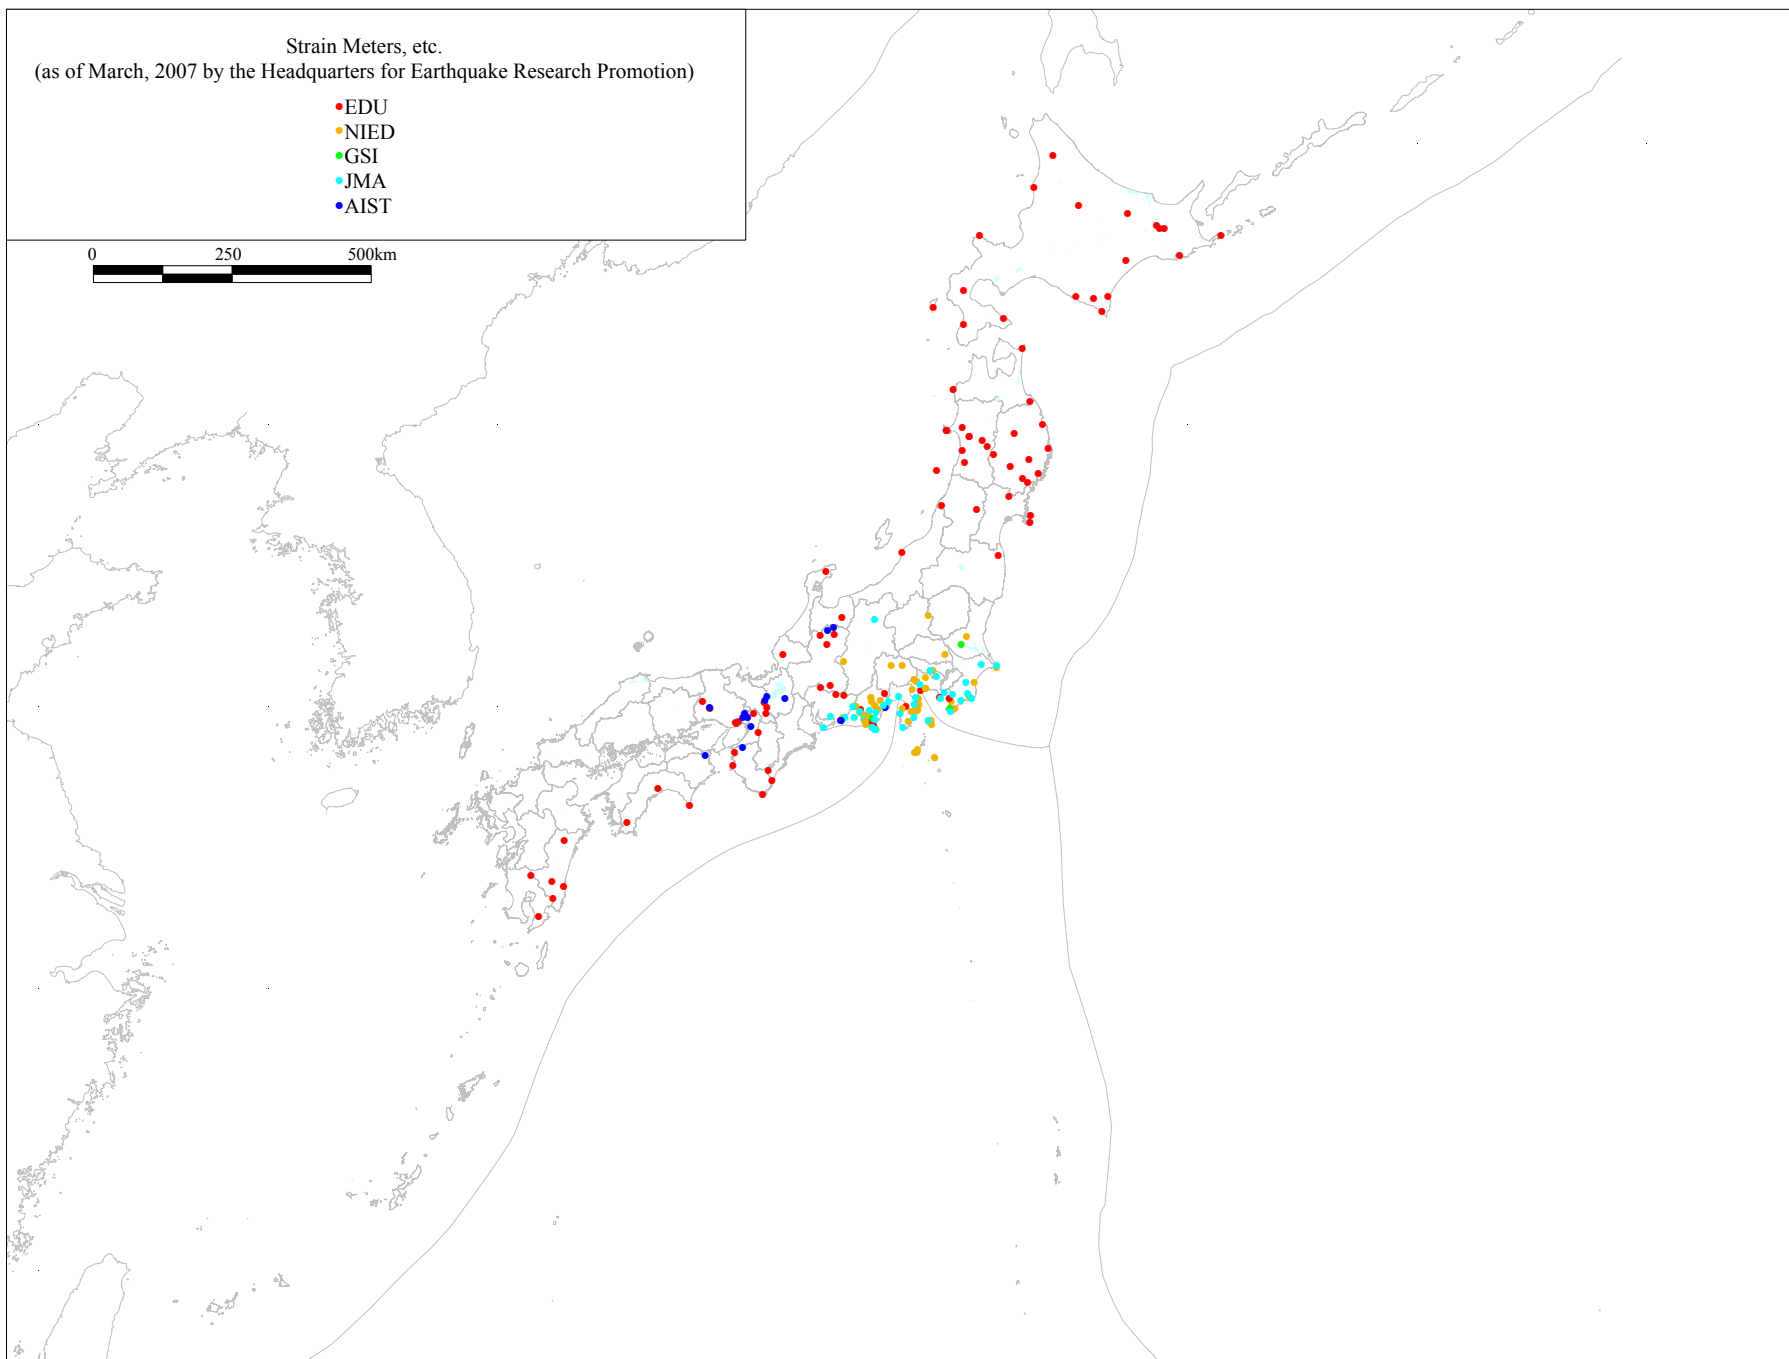 Strain Meters, etc.
(as of March, 2007 by the Headquarters for Earthquake Research Promotion)
EDU
NIED
GSI
JMA
AIST
0 250 500km